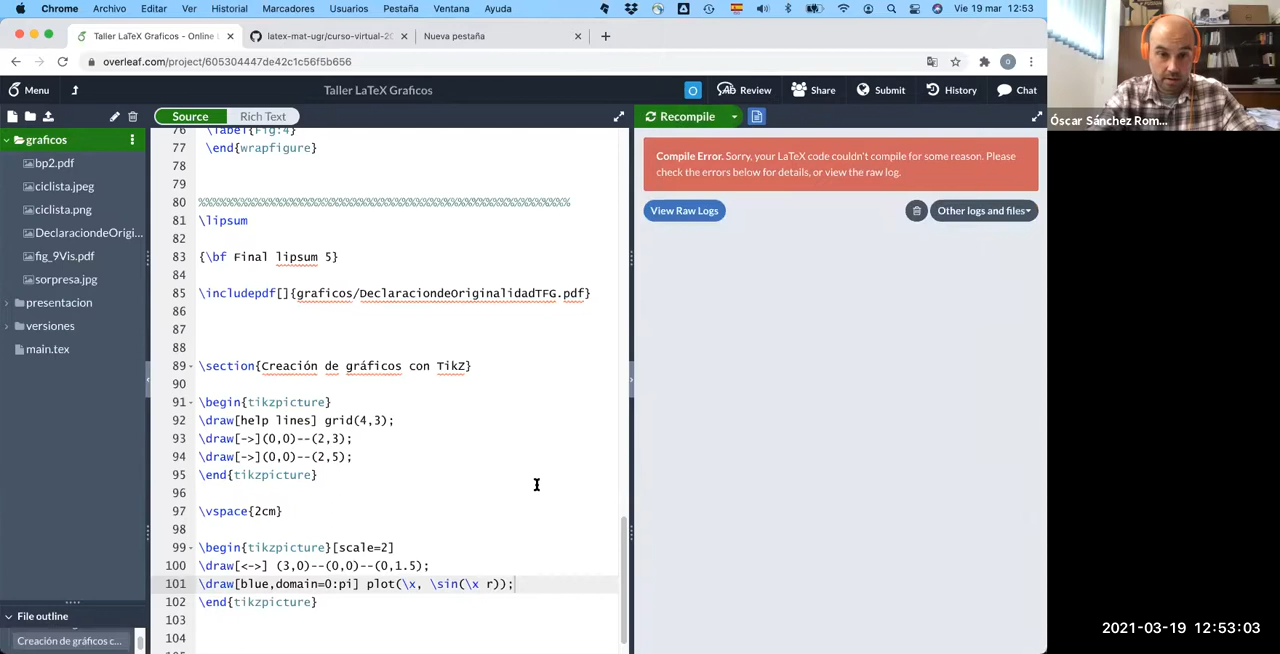 Chrome Archivo Editar Ver Historial Marcadores Usuarios Pestaña Ventana Ayuda
Vie 19 mar 12:53
Taller LaTeX Graficos - Online L
latex-mat-ugr/curso-virtual-20
Nueva pestaña
overleaf.com/project/605304447de42c1c56f5b656
Menu
Taller LaTeX Graficos
O
Review
Share
Submit
History
Chat
Source
Rich Text
Recompile
graficos
bp2.pdf
ciclista.jpeg
ciclista.png
DeclaraciondeOrigi...
fig_9Vis.pdf
sorpresa.jpg
presentacion
versiones
main.tex
File outline
Creación de gráficos c...
76 \label{Fig:4}
77 \end{wrapfigure}
78
79
80 %%%%%%%%%%%%%%%%%%%%%%%%%%%%%%%%%%%%%%%%%%%%%%%%%%%
81 \lipsum
82
83 {\bf Final lipsum 5}
84
85 \includepdf[]{graficos/DeclaraciondeOriginalidadTFG.pdf}
86
87
88
89 \section{Creación de gráficos con TikZ}
90
91 \begin{tikzpicture}
92 \draw[help lines] grid(4,3);
93 \draw[->](0,0)--(2,3);
94 \draw[->](0,0)--(2,5);
95 \end{tikzpicture}
96
97 \vspace{2cm}
98
99 \begin{tikzpicture}[scale=2]
100 \draw[<->] (3,0)--(0,0)--(0,1.5);
101 \draw[blue,domain=0:pi] plot(\x, \sin(\x r));
102 \end{tikzpicture}
103
104
Compile Error. Sorry, your LaTeX code couldn't compile for some reason. Please
check the errors below for details, or view the raw log.
View Raw Logs
Other logs and files
Óscar Sánchez Rom...
2021-03-19 12:53:03